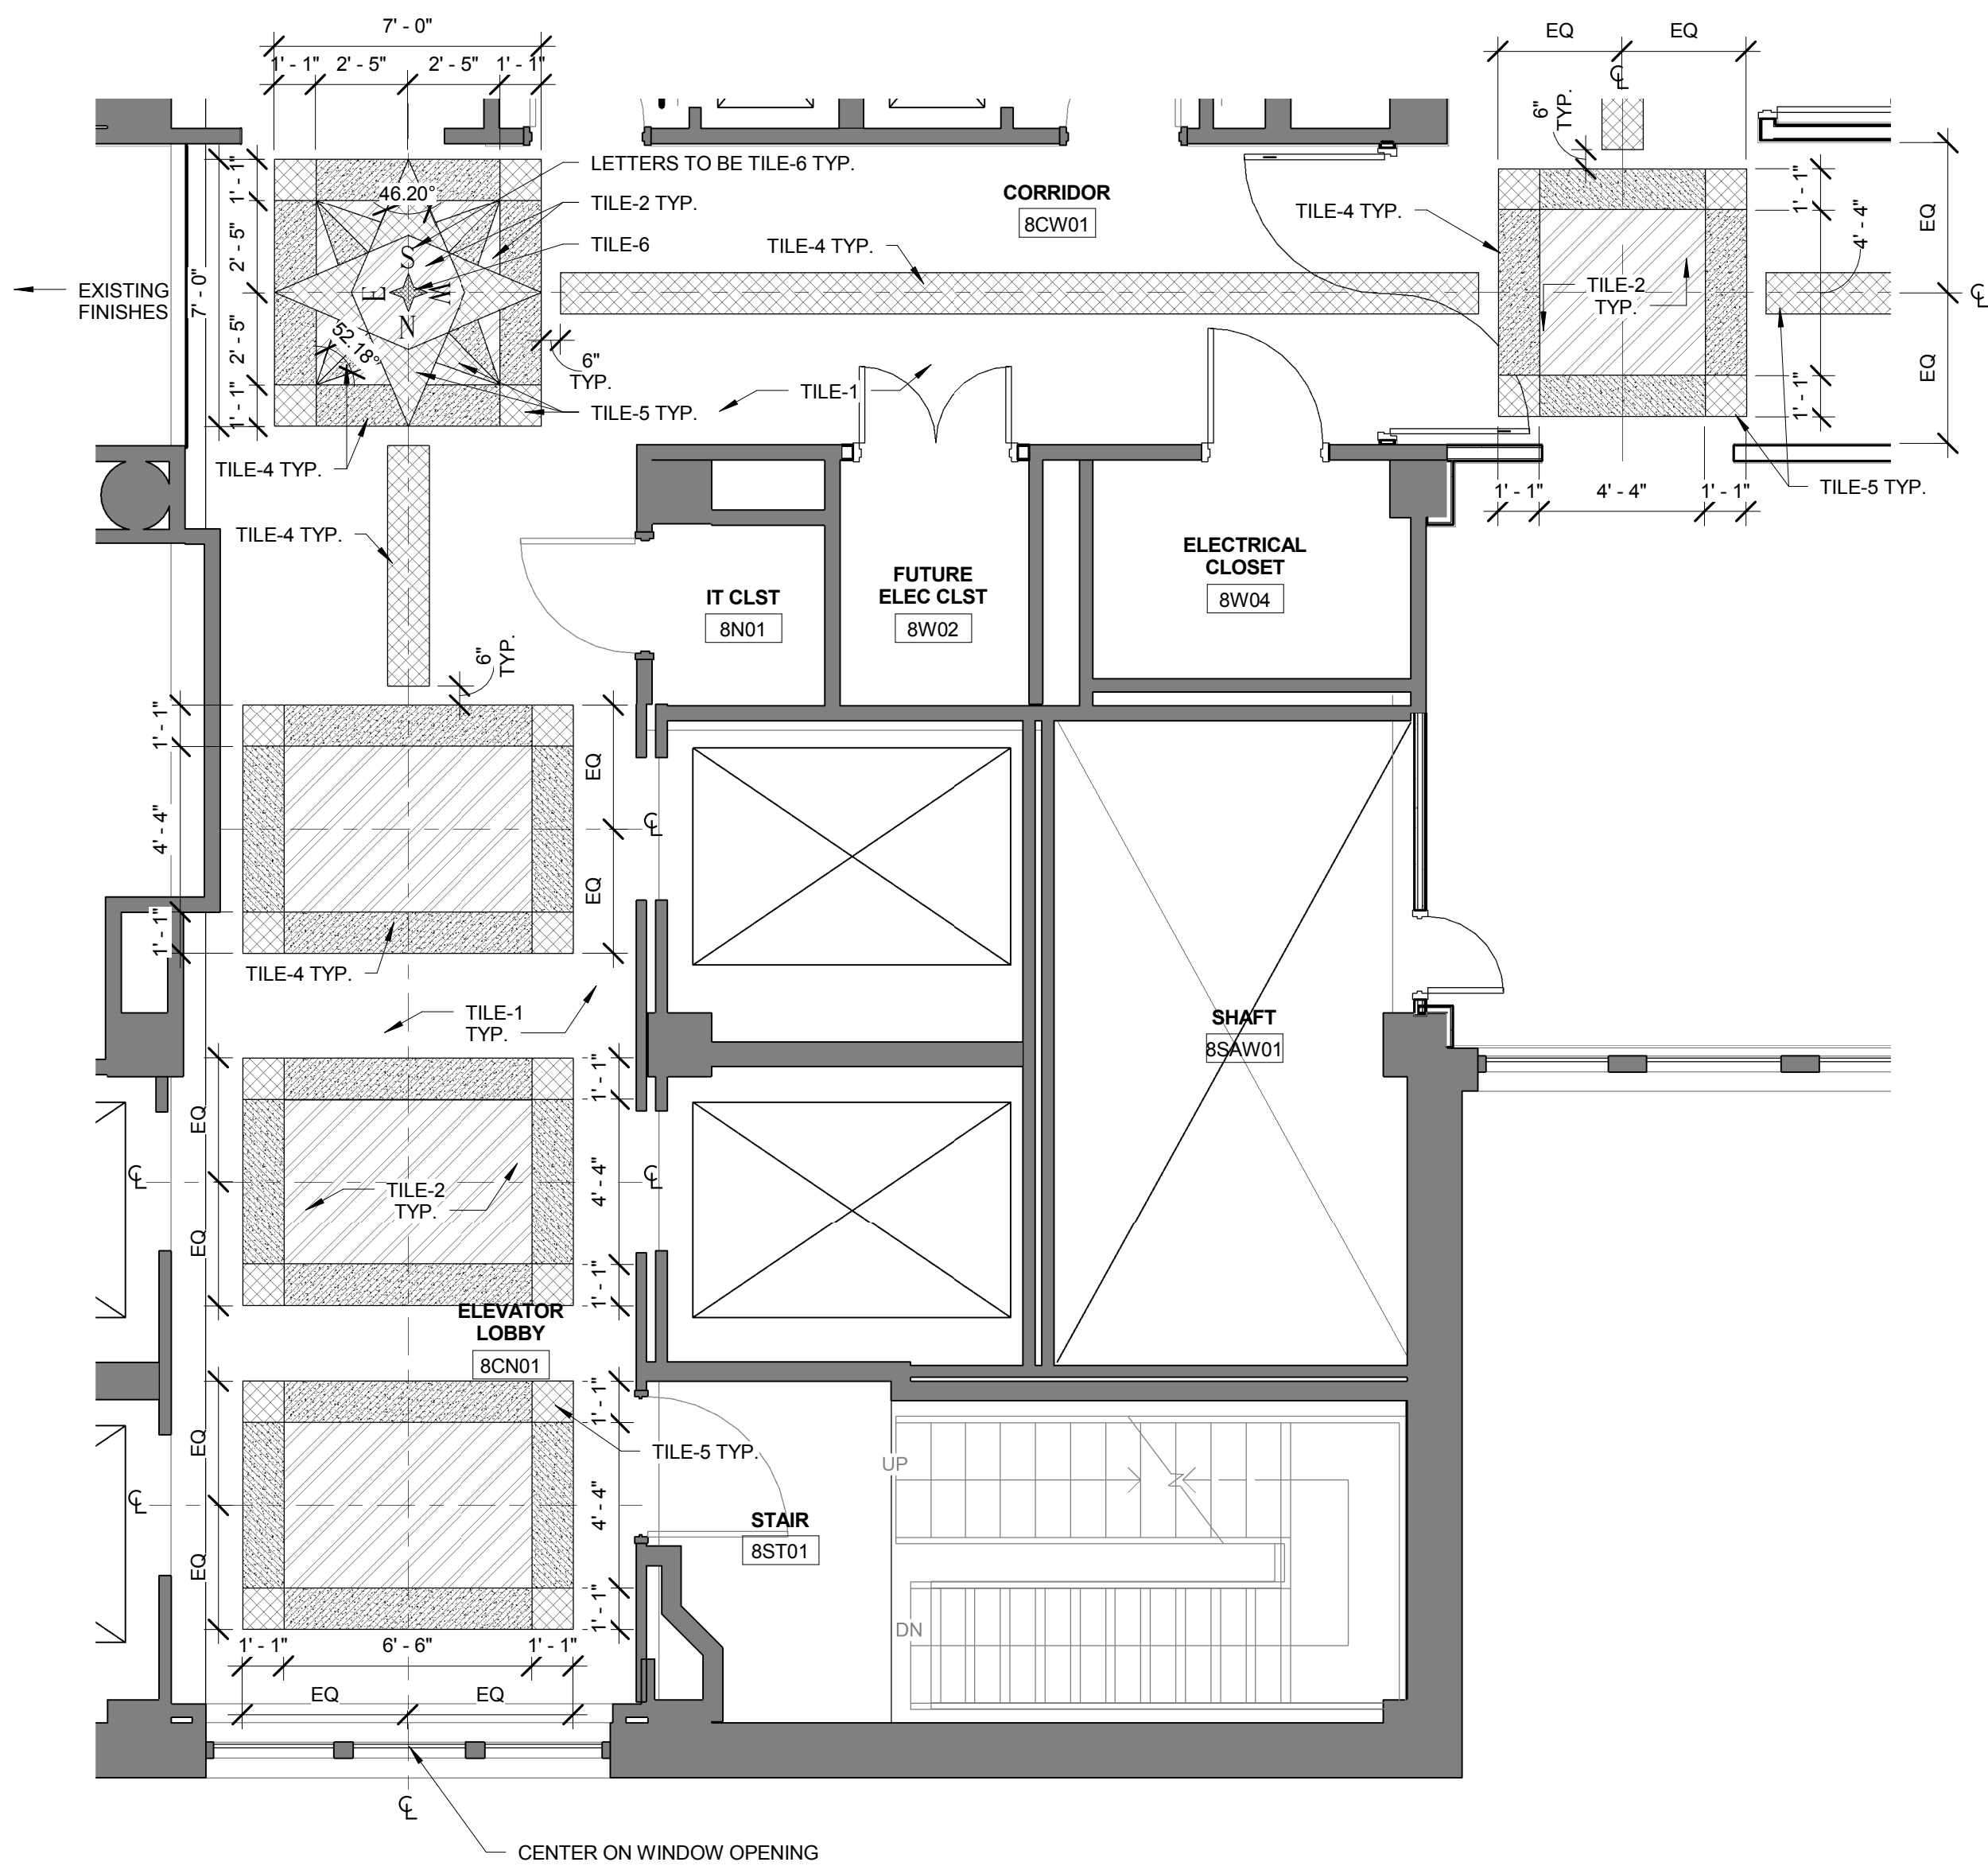 7' - 0"
1' - 1"
2' - 5"
2' - 5"
1' - 1"
EQ
EQ
℄
6"
TYP.
LETTERS TO BE TILE-6 TYP.
TILE-2 TYP.
TILE-6
46.20°
S
E
W
N
52.18°
1' - 1"
2' - 5"
7' - 0"
2' - 5"
1' - 1"
EXISTING
FINISHES
CORRIDOR
8CW01
TILE-4 TYP.
TILE-4 TYP.
TILE-2
TYP.
1' - 1"
4' - 4"
1' - 1"
EQ
EQ
℄
6"
TYP.
TILE-1
TILE-5 TYP.
TILE-4 TYP.
1' - 1"
4' - 4"
1' - 1"
TILE-5 TYP.
TILE-4 TYP.
IT CLST
8N01
FUTURE
ELEC CLST
8W02
ELECTRICAL
CLOSET
8W04
6"
TYP.
1' - 1"
4' - 4"
1' - 1"
EQ
EQ
℄
TILE-4 TYP.
TILE-1
TYP.
SHAFT
8SAW01
EQ
EQ
℄
TILE-2
TYP.
1' - 1"
4' - 4"
1' - 1"
℄
ELEVATOR
LOBBY
8CN01
EQ
EQ
℄
1' - 1"
4' - 4"
1' - 1"
TILE-5 TYP.
STAIR
8ST01
UP
DN
1' - 1"
6' - 6"
1' - 1"
EQ
EQ
℄
CENTER ON WINDOW OPENING